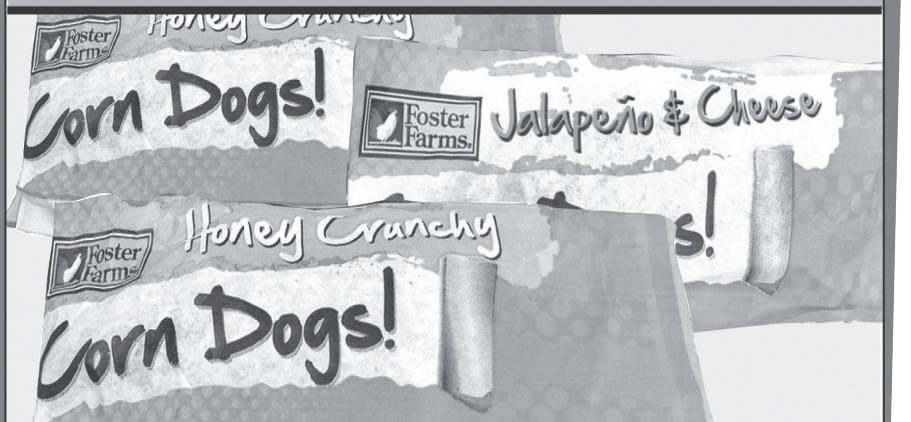 Honey Crunchy
Foster
Farms
Corn Dogs!
Foster
Farms.
Jalapeño & Cheese
s!
Honey Crunchy
Foster
Farms
Corn Dogs!